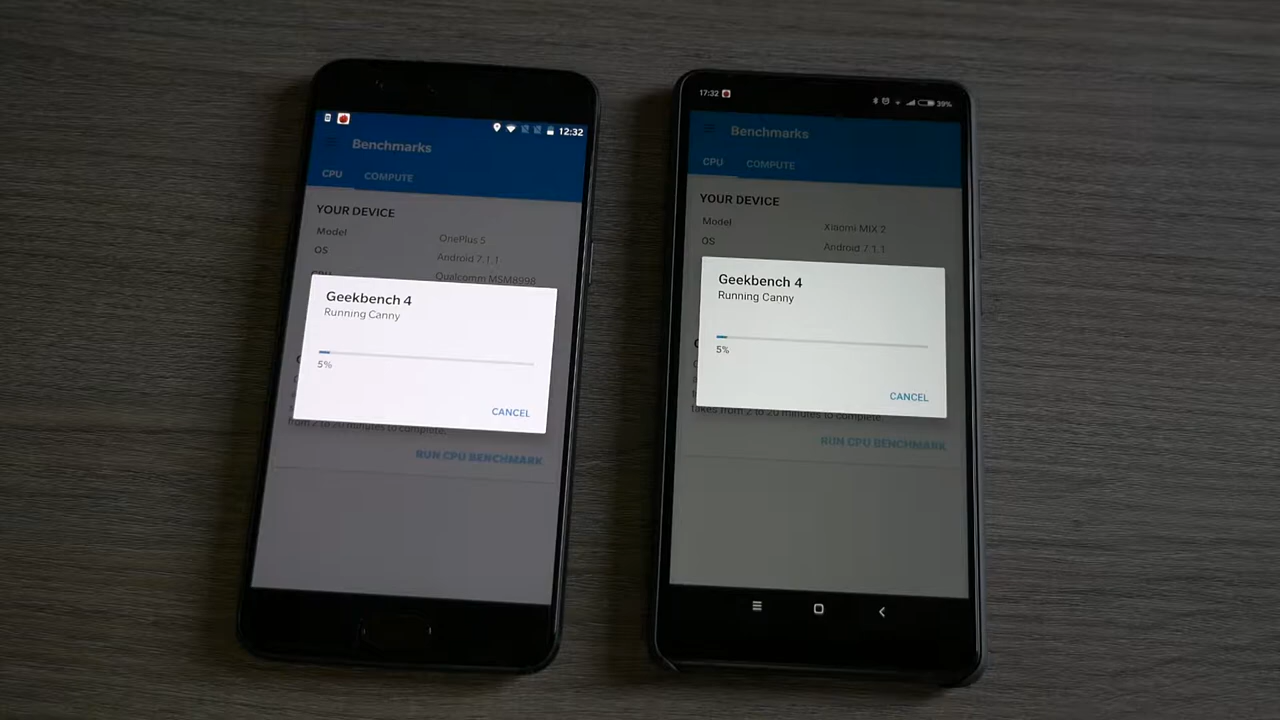 12:32
Benchmarks
CPU COMPUTE
YOUR DEVICE
Model OnePlus 5
OS Android 7.1.1
CPU Qualcomm MSM8998
Geekbench 4
Running Canny
5%
CANCEL
from 2 to 20 minutes to complete.
RUN CPU BENCHMARK
17:32 39%
Benchmarks
CPU COMPUTE
YOUR DEVICE
Model Xiaomi MIX 2
OS Android 7.1.1
Geekbench 4
Running Canny
5%
CANCEL
takes from 2 to 20 minutes to complete.
RUN CPU BENCHMARK